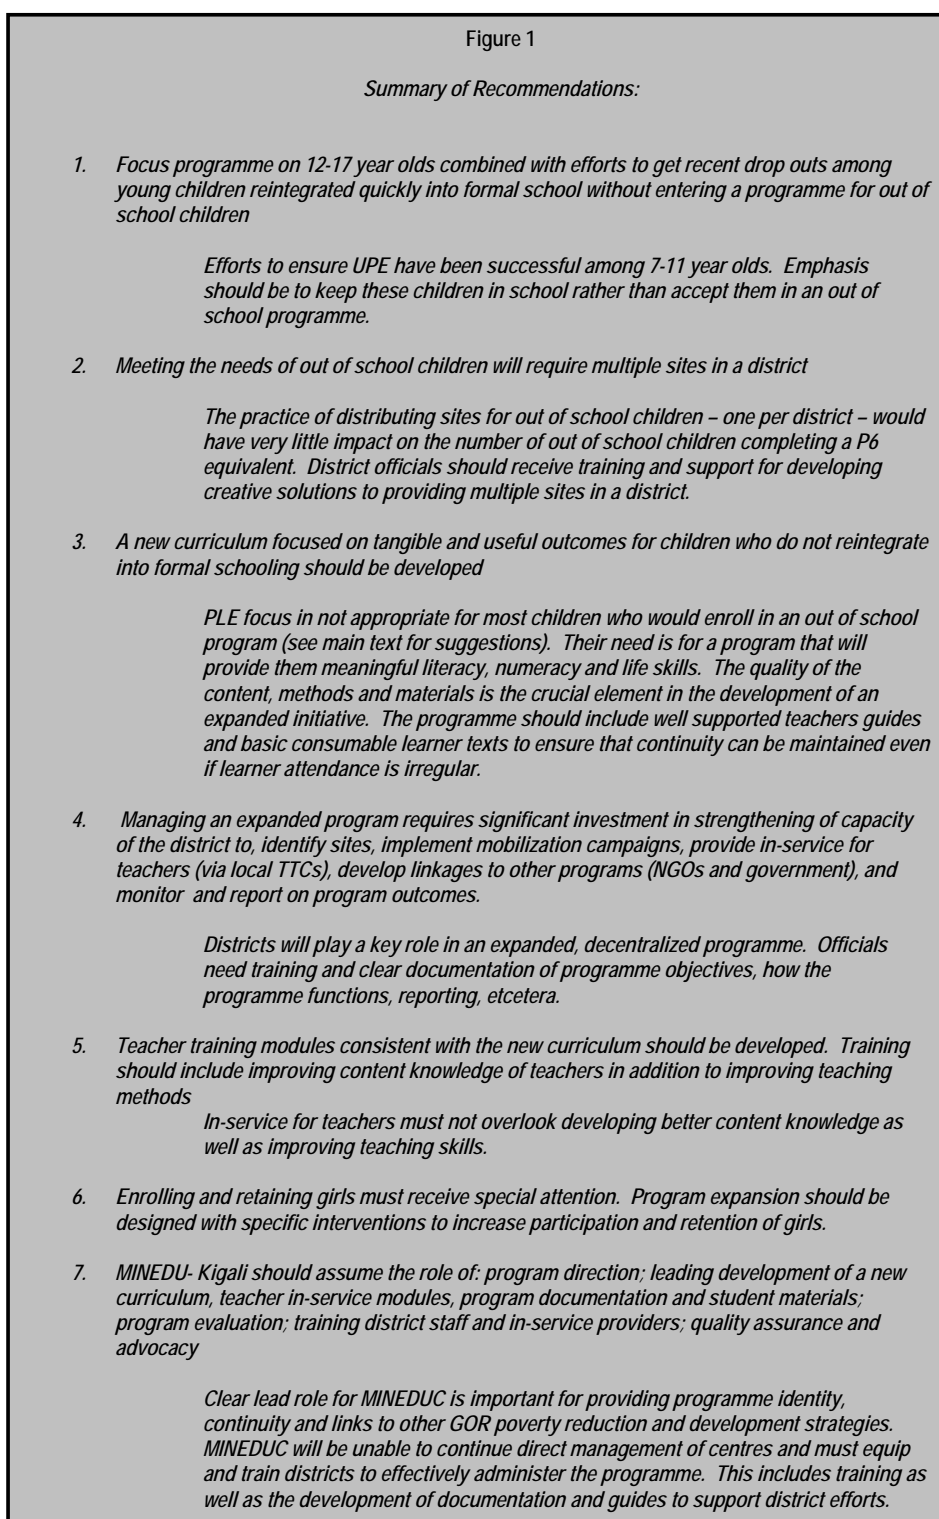 Figure 1
Summary of Recommendations:
1. Focus programme on 12-17 year olds combined with efforts to get recent drop outs among
young children reintegrated quickly into formal school without entering a programme for out of
school children
Efforts to ensure UPE have been successful among 7-11 year olds. Emphasis
should be to keep these children in school rather than accept them in an out of
school programme.
2. Meeting the needs of out of school children will require multiple sites in a district
The practice of distributing sites for out of school children – one per district – would
have very little impact on the number of out of school children completing a P6
equivalent. District officials should receive training and support for developing
creative solutions to providing multiple sites in a district.
3. A new curriculum focused on tangible and useful outcomes for children who do not reintegrate
into formal schooling should be developed
PLE focus in not appropriate for most children who would enroll in an out of school
program (see main text for suggestions). Their need is for a program that will
provide them meaningful literacy, numeracy and life skills. The quality of the
content, methods and materials is the crucial element in the development of an
expanded initiative. The programme should include well supported teachers guides
and basic consumable learner texts to ensure that continuity can be maintained even
if learner attendance is irregular.
4. Managing an expanded program requires significant investment in strengthening of capacity
of the district to, identify sites, implement mobilization campaigns, provide in-service for
teachers (via local TTCs), develop linkages to other programs (NGOs and government), and
monitor and report on program outcomes.
Districts will play a key role in an expanded, decentralized programme. Officials
need training and clear documentation of programme objectives, how the
programme functions, reporting, etcetera.
5. Teacher training modules consistent with the new curriculum should be developed. Training
should include improving content knowledge of teachers in addition to improving teaching
methods
In-service for teachers must not overlook developing better content knowledge as
well as improving teaching skills.
6. Enrolling and retaining girls must receive special attention. Program expansion should be
designed with specific interventions to increase participation and retention of girls.
7. MINEDU- Kigali should assume the role of: program direction; leading development of a new
curriculum, teacher in-service modules, program documentation and student materials;
program evaluation; training district staff and in-service providers; quality assurance and
advocacy
Clear lead role for MINEDUC is important for providing programme identity,
continuity and links to other GOR poverty reduction and development strategies.
MINEDUC will be unable to continue direct management of centres and must equip
and train districts to effectively administer the programme. This includes training as
well as the development of documentation and guides to support district efforts.